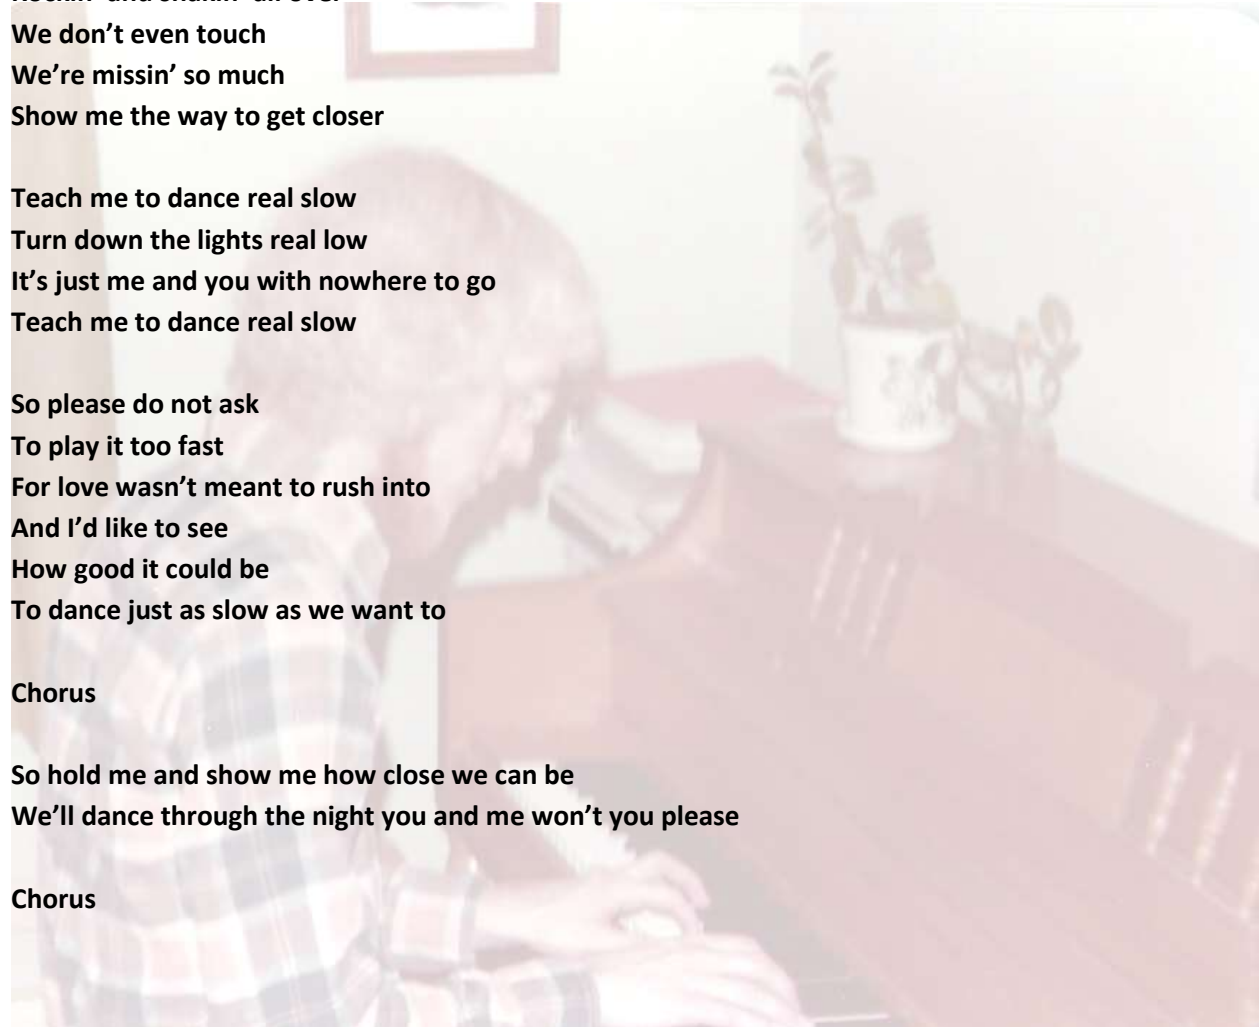 We don’t even touch
We’re missin’ so much
Show me the way to get closer
Teach me to dance real slow
Turn down the lights real low
It’s just me and you with nowhere to go
Teach me to dance real slow
So please do not ask
To play it too fast
For love wasn’t meant to rush into
And I’d like to see
How good it could be
To dance just as slow as we want to
Chorus
So hold me and show me how close we can be
We’ll dance through the night you and me won’t you please
Chorus